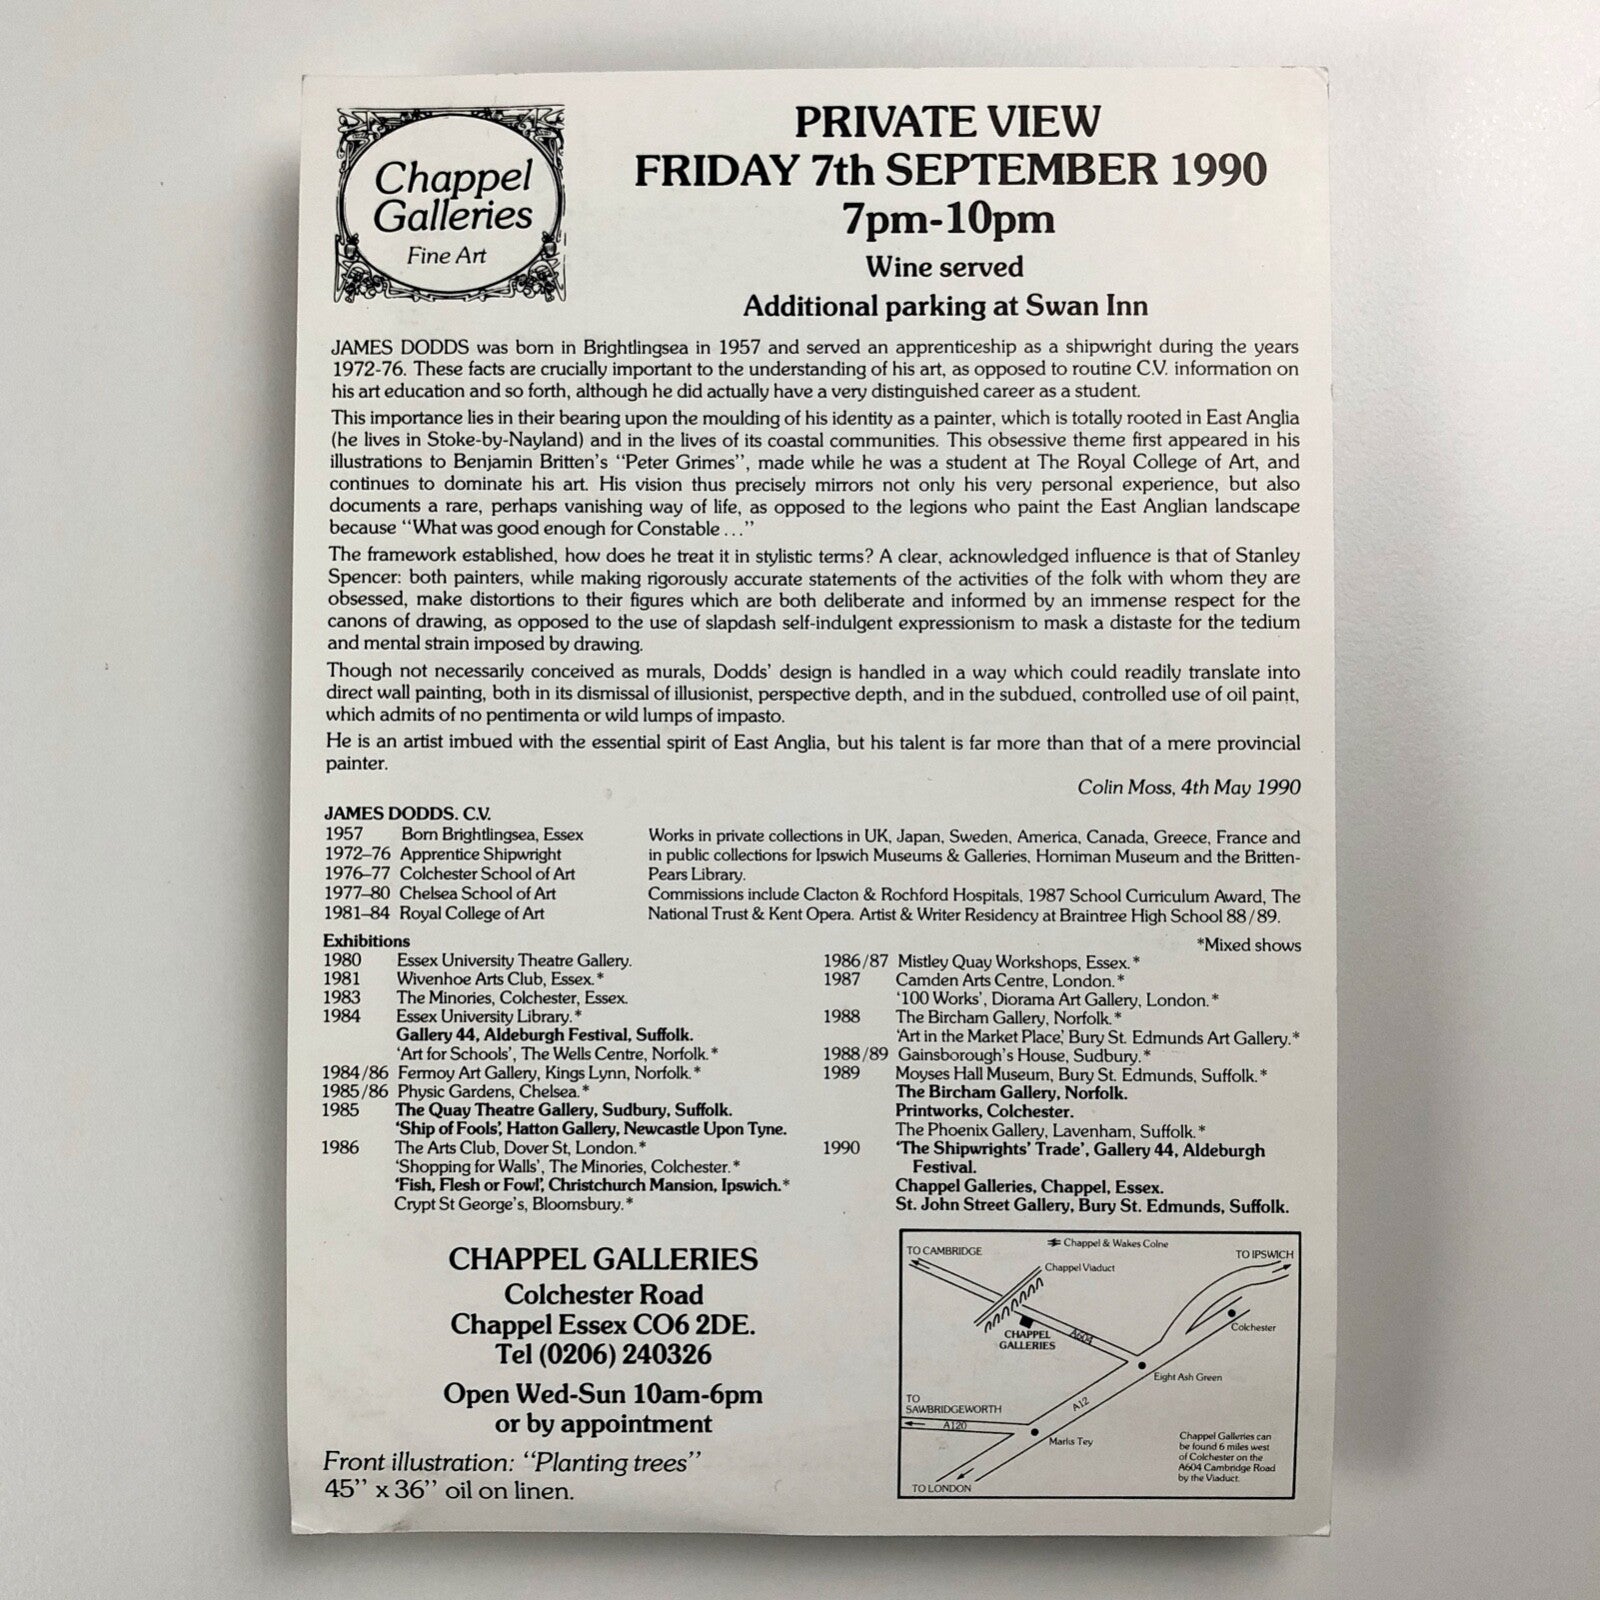 Chappel
Galleries
Fine Art
PRIVATE VIEW
FRIDAY 7th SEPTEMBER 1990
7pm-10pm
Wine served
Additional parking at Swan Inn
JAMES DODDS was born in Brightlingsea in 1957 and served an apprenticeship as a shipwright during the years
1972-76. These facts are crucially important to the understanding of his art, as opposed to routine C.V. information on
his art education and so forth, although he did actually have a very distinguished career as a student.
This importance lies in their bearing upon the moulding of his identity as a painter, which is totally rooted in East Anglia
(he lives in Stoke-by-Nayland) and in the lives of its coastal communities. This obsessive theme first appeared in his
illustrations to Benjamin Britten's "Peter Grimes", made while he was a student at The Royal College of Art, and
continues to dominate his art. His vision thus precisely mirrors not only his very personal experience, but also
documents a rare, perhaps vanishing way of life, as opposed to the legions who paint the East Anglian landscape
because "What was good enough for Constable ..."
The framework established, how does he treat it in stylistic terms? A clear, acknowledged influence is that of Stanley
Spencer: both painters, while making rigorously accurate statements of the activities of the folk with whom they are
obsessed, make distortions to their figures which are both deliberate and informed by an immense respect for the
canons of drawing, as opposed to the use of slapdash self-indulgent expressionism to mask a distaste for the tedium
and mental strain imposed by drawing.
Though not necessarily conceived as murals, Dodds' design is handled in a way which could readily translate into
direct wall painting, both in its dismissal of illusionist, perspective depth, and in the subdued, controlled use of oil paint,
which admits of no pentimenta or wild lumps of impasto.
He is an artist imbued with the essential spirit of East Anglia, but his talent is far more than that of a mere provincial
painter.
Colin Moss, 4th May 1990
JAMES DODDS. C.V.
1957 Born Brightlingsea, Essex
1972–76 Apprentice Shipwright
1976–77 Colchester School of Art
1977–80 Chelsea School of Art
1981–84 Royal College of Art
Works in private collections in UK, Japan, Sweden, America, Canada, Greece, France and
in public collections for Ipswich Museums & Galleries, Horniman Museum and the Britten-
Pears Library.
Commissions include Clacton & Rochford Hospitals, 1987 School Curriculum Award, The
National Trust & Kent Opera. Artist & Writer Residency at Braintree High School 88/89.
Exhibitions
*Mixed shows
1980 Essex University Theatre Gallery.
1981 Wivenhoe Arts Club, Essex.*
1983 The Minories, Colchester, Essex.
1984 Essex University Library.*
Gallery 44, Aldeburgh Festival, Suffolk.
'Art for Schools', The Wells Centre, Norfolk.*
1984/86 Fermoy Art Gallery, Kings Lynn, Norfolk.*
1985/86 Physic Gardens, Chelsea.*
1985 The Quay Theatre Gallery, Sudbury, Suffolk.
'Ship of Fools', Hatton Gallery, Newcastle Upon Tyne.
1986 The Arts Club, Dover St, London.*
'Shopping for Walls', The Minories, Colchester.*
'Fish, Flesh or Fowl', Christchurch Mansion, Ipswich.*
Crypt St George's, Bloomsbury.*
1986/87 Mistley Quay Workshops, Essex.*
1987 Camden Arts Centre, London.*
'100 Works', Diorama Art Gallery, London.*
1988 The Bircham Gallery, Norfolk.*
'Art in the Market Place', Bury St. Edmunds Art Gallery.*
1988/89 Gainsborough's House, Sudbury.*
1989 Moyses Hall Museum, Bury St. Edmunds, Suffolk.*
The Bircham Gallery, Norfolk.
Printworks, Colchester.
The Phoenix Gallery, Lavenham, Suffolk.*
1990 'The Shipwrights' Trade', Gallery 44, Aldeburgh
Festival.
Chappel Galleries, Chappel, Essex.
St. John Street Gallery, Bury St. Edmunds, Suffolk.
CHAPPEL GALLERIES
Colchester Road
Chappel Essex CO6 2DE.
Tel (0206) 240326
Open Wed-Sun 10am-6pm
or by appointment
Front illustration: "Planting trees"
45" x 36" oil on linen.
Chappel & Wakes Colne
TO CAMBRIDGE
TO IPSWICH
Chappel Viaduct
CHAPPEL
GALLERIES
A604
Colchester
Eight Ash Green
TO
SAWBRIDGEWORTH
A12
A120
Marks Tey
TO LONDON
Chappel Galleries can
be found 6 miles west
of Colchester on the
A604 Cambridge Road
by the Viaduct.